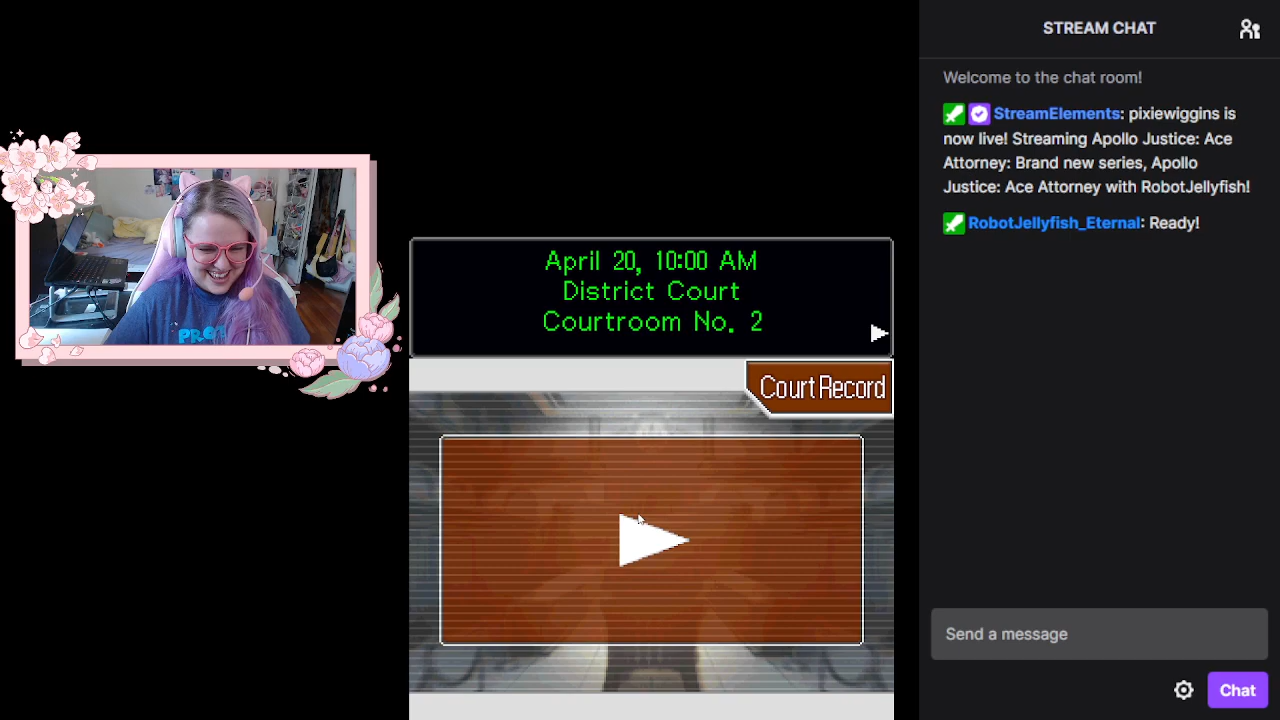 STREAM CHAT
Welcome to the chat room!
StreamElements: pixiewiggins is
now live! Streaming Apollo Justice: Ace
Attorney: Brand new series, Apollo
Justice: Ace Attorney with RobotJellyfish!
RobotJellyfish_Eternal: Ready!
April 20, 10:00 AM
District Court
Courtroom No. 2
Court Record
Send a message
Chat